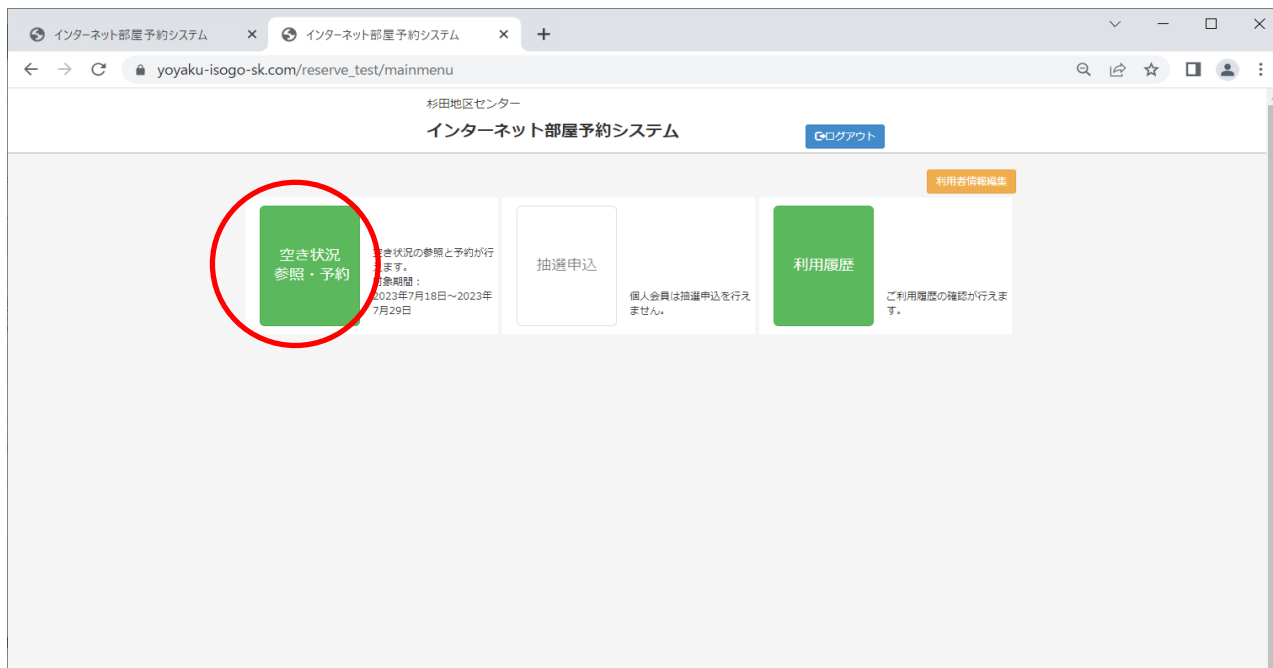 インターネット部屋予約システム
インターネット部屋予約システム
yoyaku-isogo-sk.com/reserve_test/mainmenu
杉田地区センター
インターネット部屋予約システム
ログアウト
利用者情報編集
空き状況
参照・予約
空き状況の参照と予約が行
えます。
対象期間：
2023年7月18日～2023年
7月29日
抽選申込
個人会員は抽選申込を行え
ません。
利用履歴
ご利用履歴の確認が行えま
す。